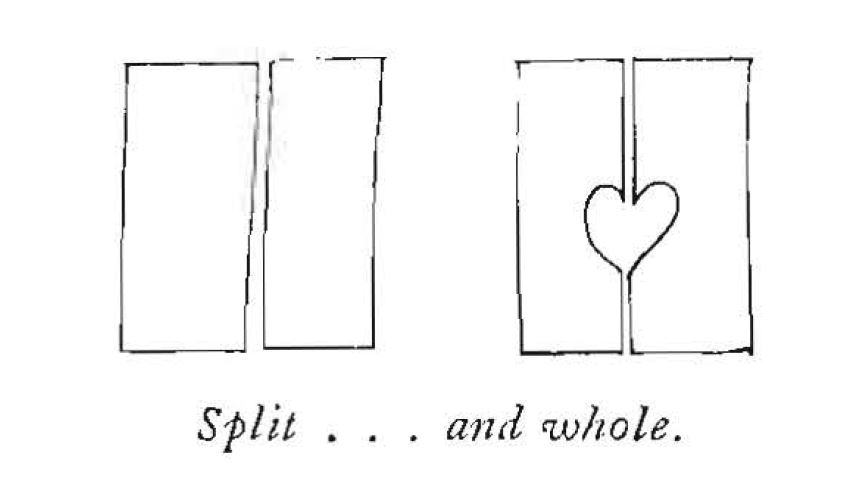 Split . . . and whole.